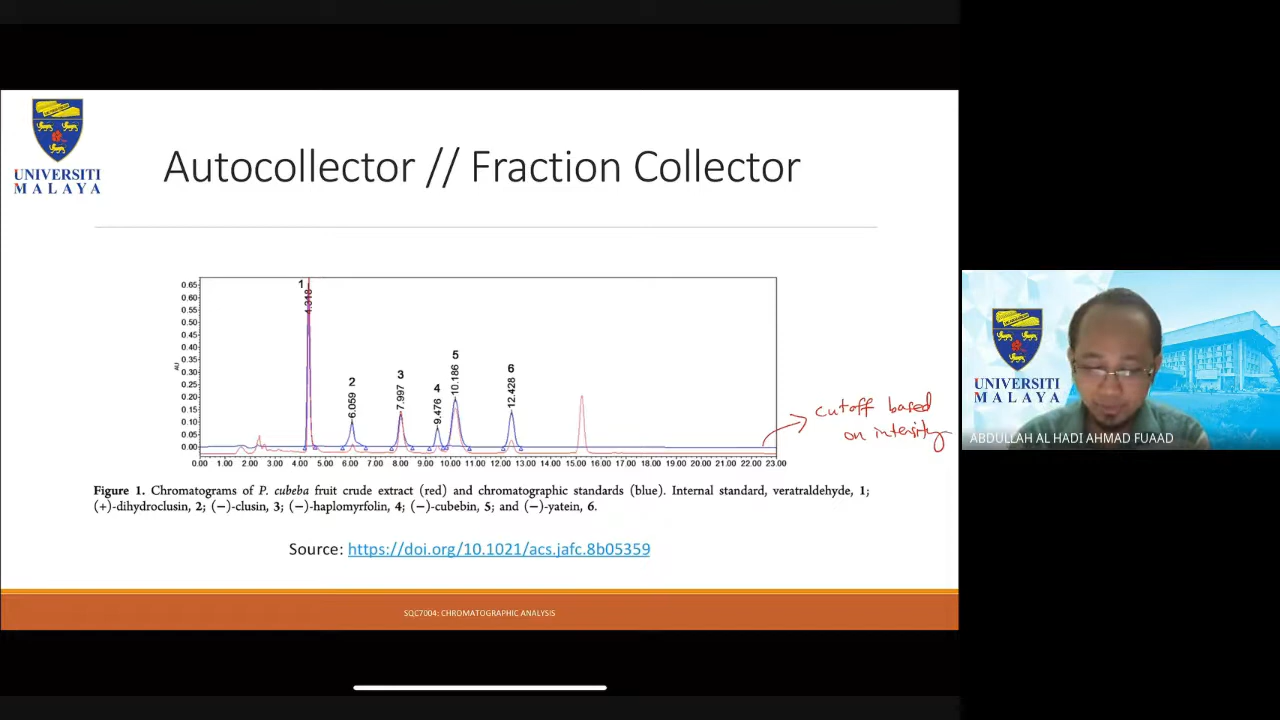 UNIVERSITI
MALAYA
Autocollector // Fraction Collector
0.65
0.60
0.55
0.50
0.45
0.40
0.35
0.30
0.25
0.20
0.15
0.10
0.05
0.00
AU
1
4.318
2
6.059
3
7.997
4
9.476
5
10.186
6
12.428
0.00 1.00 2.00 3.00 4.00 5.00 6.00 7.00 8.00 9.00 10.00 11.00 12.00 13.00 14.00 15.00 16.00 17.00 18.00 19.00 20.00 21.00 22.00 23.00
cutoff based
on intensity
Figure 1. Chromatograms of P. cubeba fruit crude extract (red) and chromatographic standards (blue). Internal standard, veratraldehyde, 1;
(+)-dihydroclusin, 2; (−)-clusin, 3; (−)-haplomyrfolin, 4; (−)-cubebin, 5; and (−)-yatein, 6.
Source: https://doi.org/10.1021/acs.jafc.8b05359
SQC7004: CHROMATOGRAPHIC ANALYSIS
UNIVERSITI
MALAYA
ABDULLAH AL HADI AHMAD FUAAD